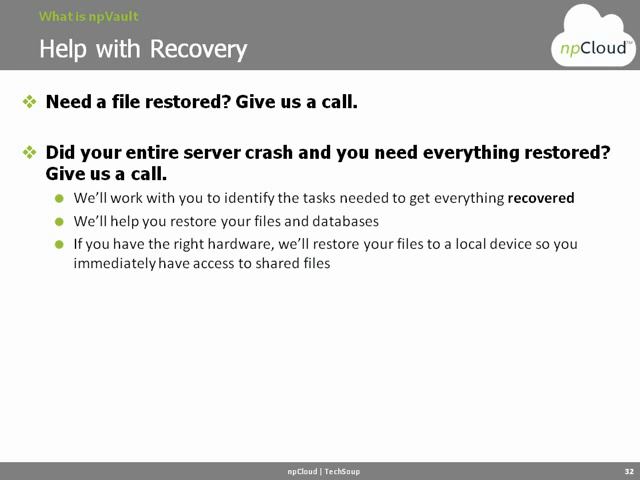 What is npVault
Help with Recovery
npCloud™
Need a file restored? Give us a call.
Did your entire server crash and you need everything restored?
Give us a call.
We'll work with you to identify the tasks needed to get everything recovered
We'll help you restore your files and databases
If you have the right hardware, we'll restore your files to a local device so you
immediately have access to shared files
npCloud | TechSoup
32